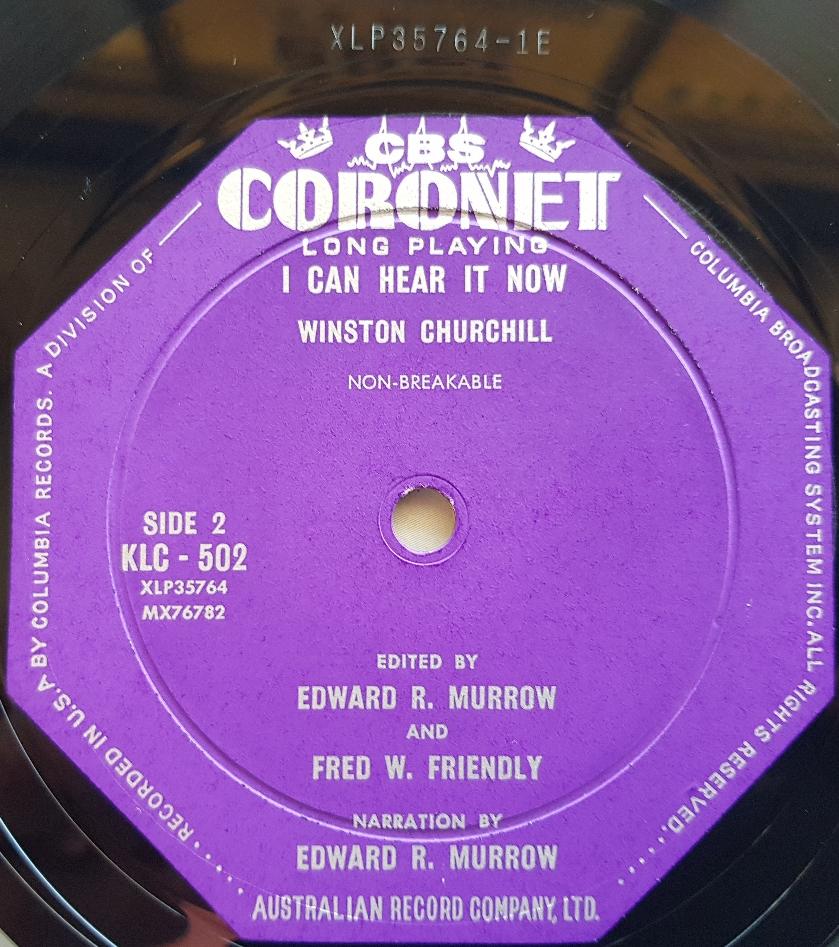 XLP35764-1E
CBS
CORONET
LONG PLAYING
I CAN HEAR IT NOW
WINSTON CHURCHILL
NON-BREAKABLE
SIDE 2
KLC - 502
XLP35764
MX76782
EDITED BY
EDWARD R. MURROW
AND
FRED W. FRIENDLY
NARRATION BY
EDWARD R. MURROW
AUSTRALIAN RECORD COMPANY, LTD.
....RECORDED IN U.S.A BY COLUMBIA RECORDS. A DIVISION OF —
— COLUMBIA BROADCASTING SYSTEM INC. ALL RIGHTS RESERVED.....